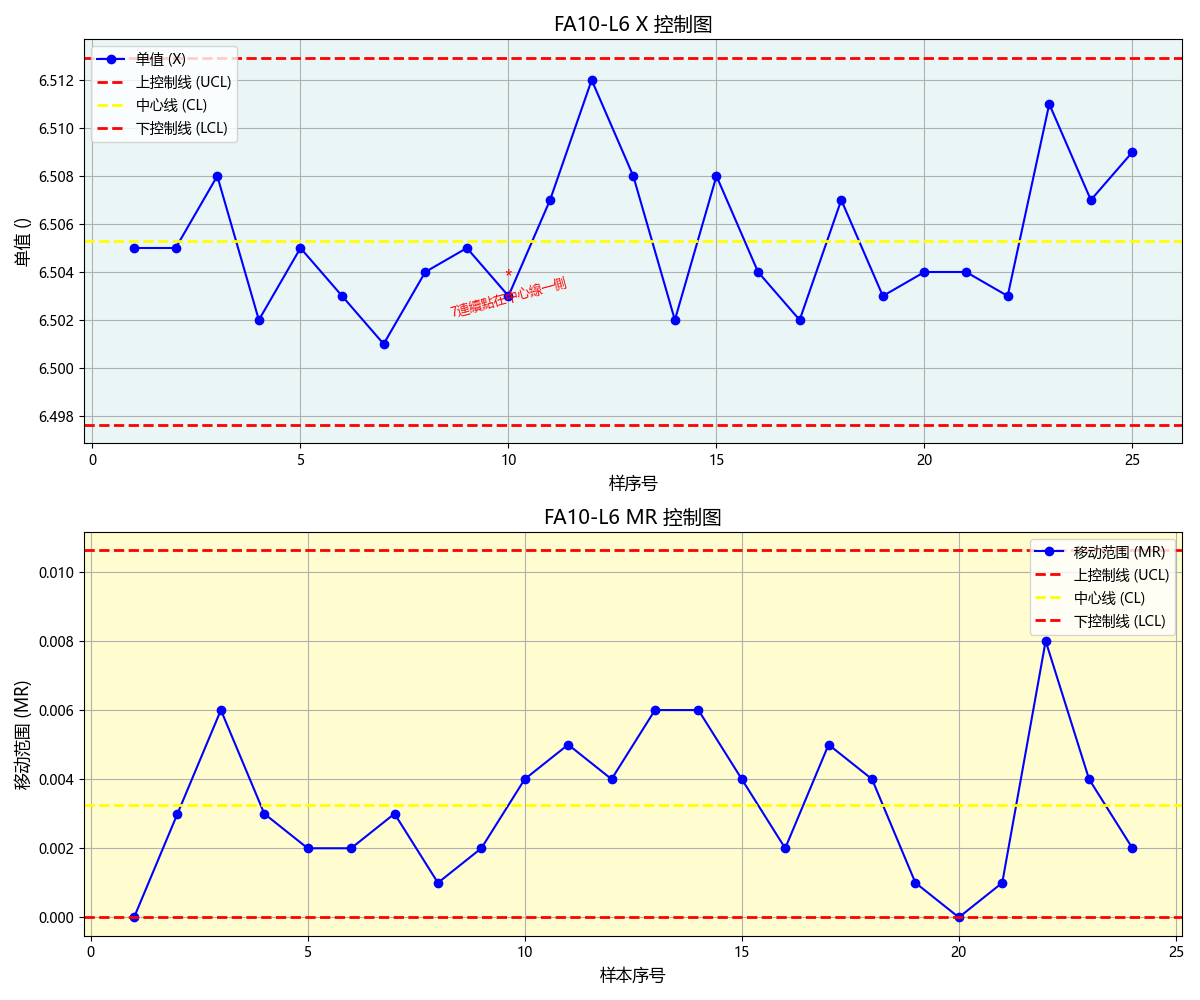 FA10-L6 X 控制图
单值 (X)
上控制线 (UCL)
中心线 (CL)
下控制线 (LCL)
单值 ()
6.512
6.510
6.508
6.506
6.504
6.502
6.500
6.498
*
7連續點在中心線一側
0
5
10
15
20
25
样序号
FA10-L6 MR 控制图
移动范围 (MR)
上控制线 (UCL)
中心线 (CL)
下控制线 (LCL)
移动范围 (MR)
0.010
0.008
0.006
0.004
0.002
0.000
0
5
10
15
20
25
样本序号